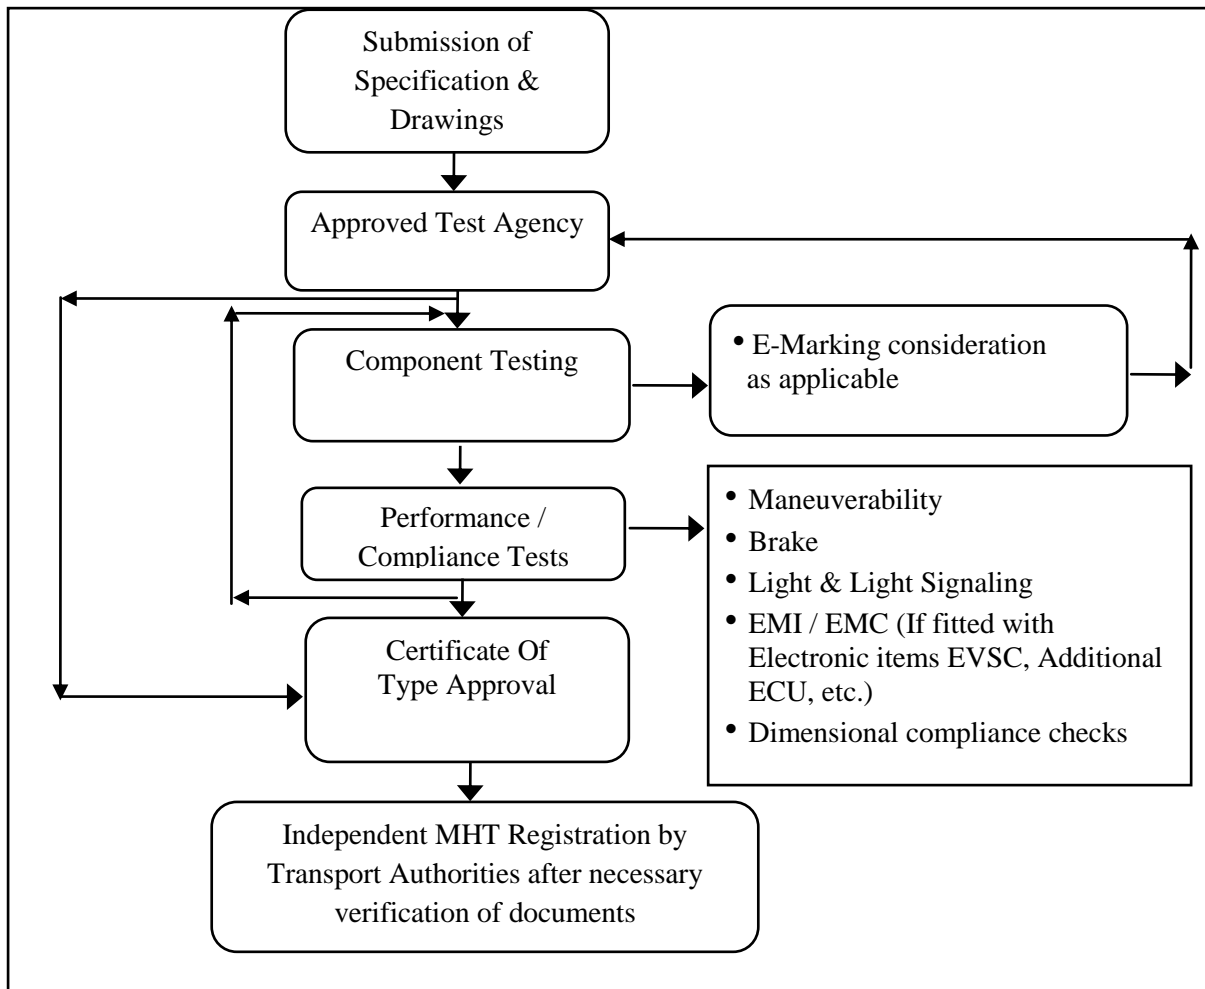 Submission of
Specification &
Drawings
Approved Test Agency
Component Testing
• E-Marking consideration
as applicable
Performance /
Compliance Tests
• Maneuverability
• Brake
• Light & Light Signaling
• EMI / EMC (If fitted with
Electronic items EVSC, Additional
ECU, etc.)
• Dimensional compliance checks
Certificate Of
Type Approval
Independent MHT Registration by
Transport Authorities after necessary
verification of documents